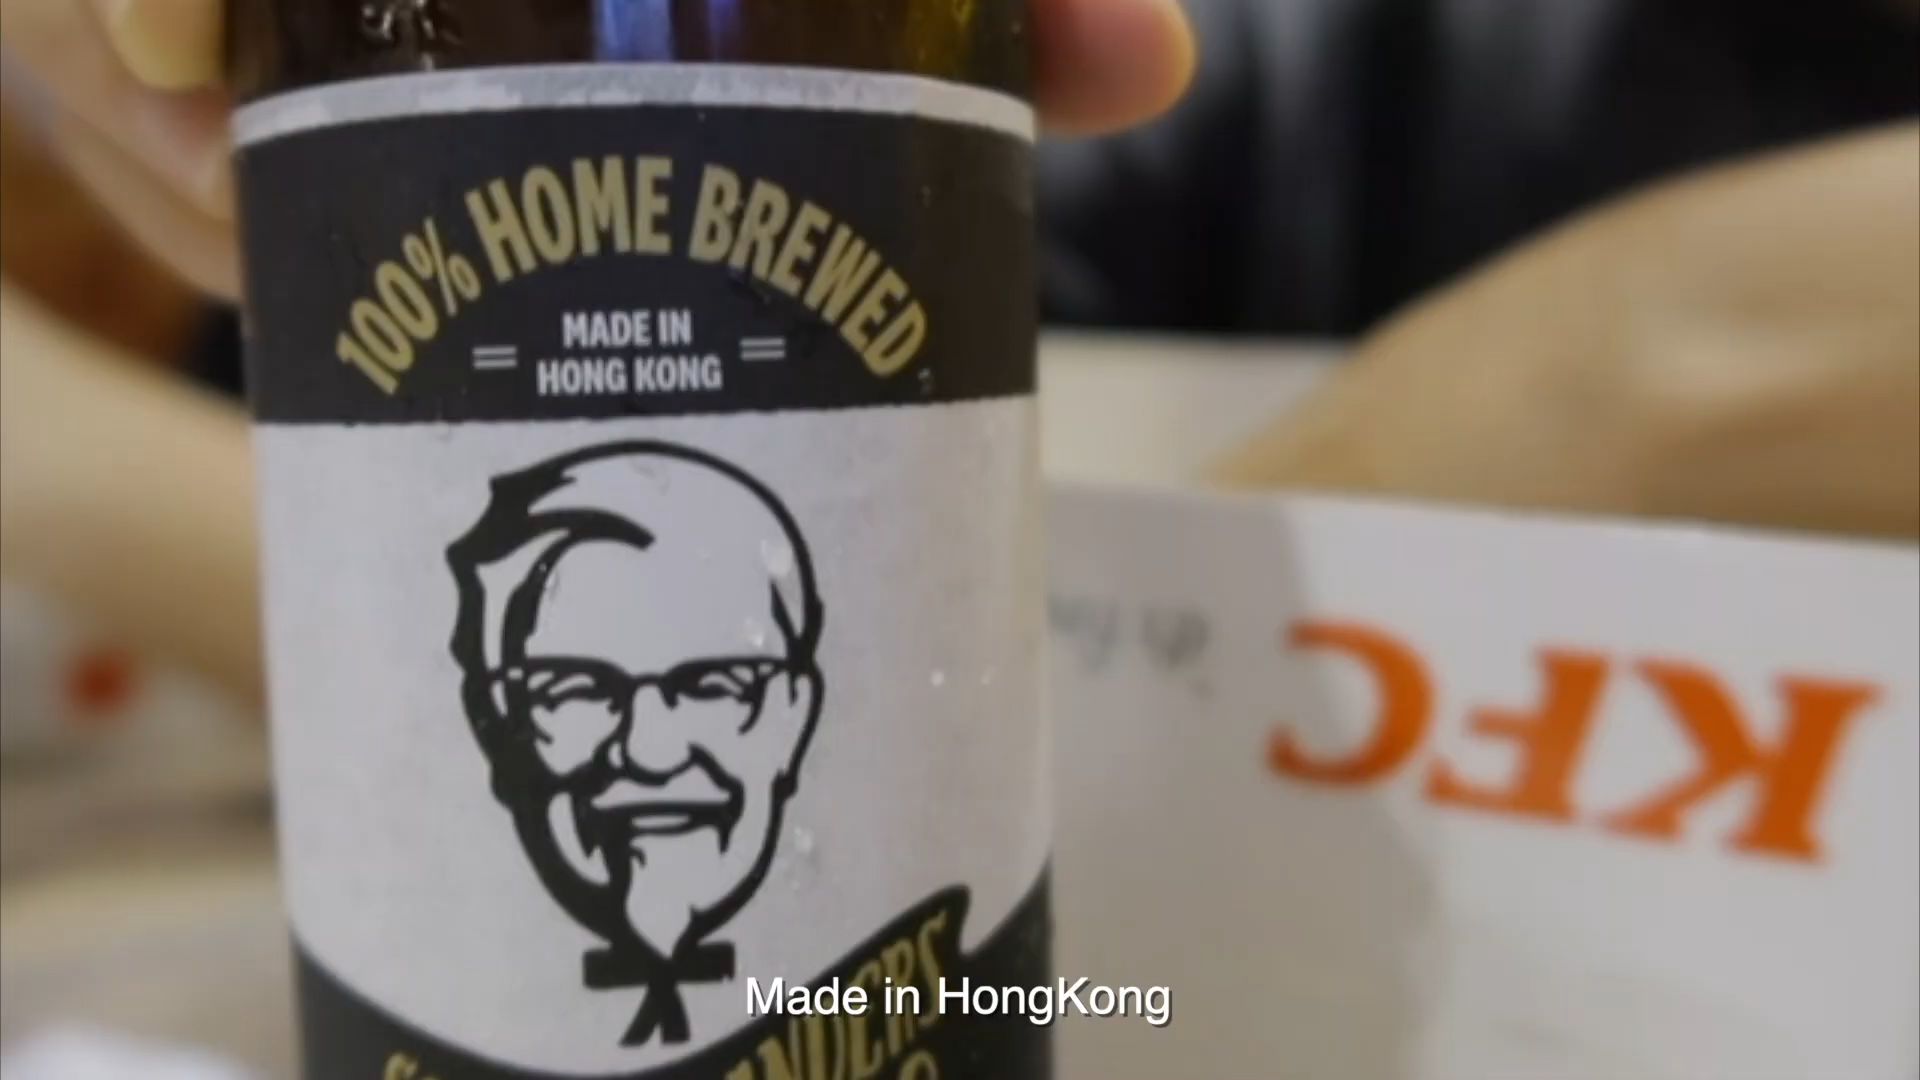 100% HOME BREWED
MADE IN
HONG KONG
KFC
Made in HongKong